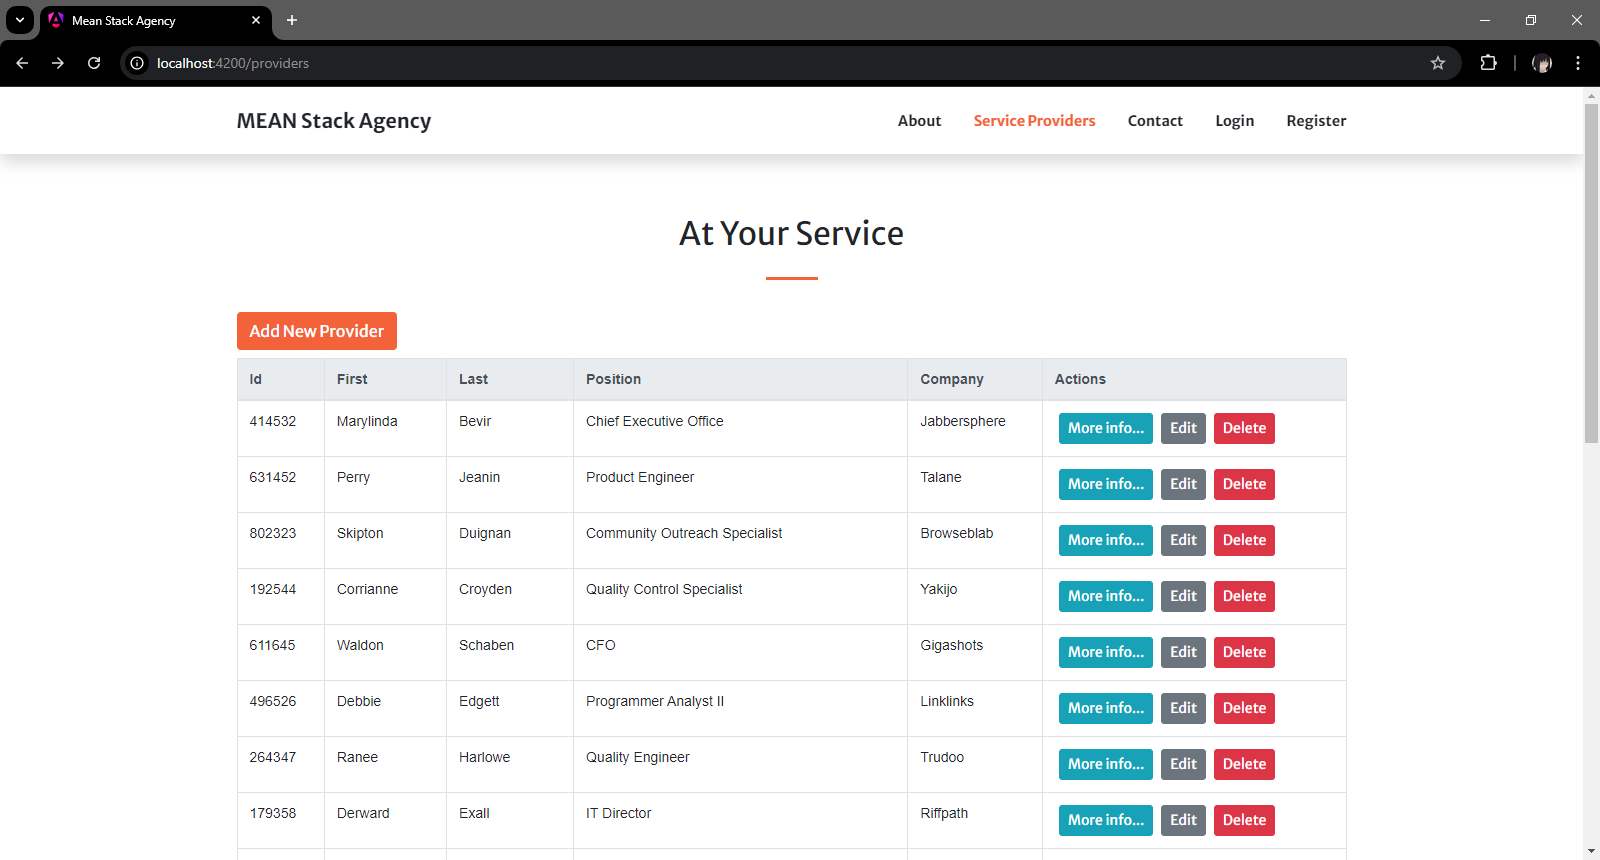 Mean Stack Agency
localhost:4200/providers
MEAN Stack Agency About Service Providers Contact Login Register
At Your Service
Add New Provider
Id First Last Position Company Actions
414532 Marylinda Bevir Chief Executive Office Jabbersphere More info... Edit Delete
631452 Perry Jeanin Product Engineer Talane More info... Edit Delete
802323 Skipton Duignan Community Outreach Specialist Browseblab More info... Edit Delete
192544 Corrianne Croyden Quality Control Specialist Yakijo More info... Edit Delete
611645 Waldon Schaben CFO Gigashots More info... Edit Delete
496526 Debbie Edgett Programmer Analyst II Linklinks More info... Edit Delete
264347 Ranee Harlowe Quality Engineer Trudoo More info... Edit Delete
179358 Derward Exall IT Director Riffpath More info... Edit Delete